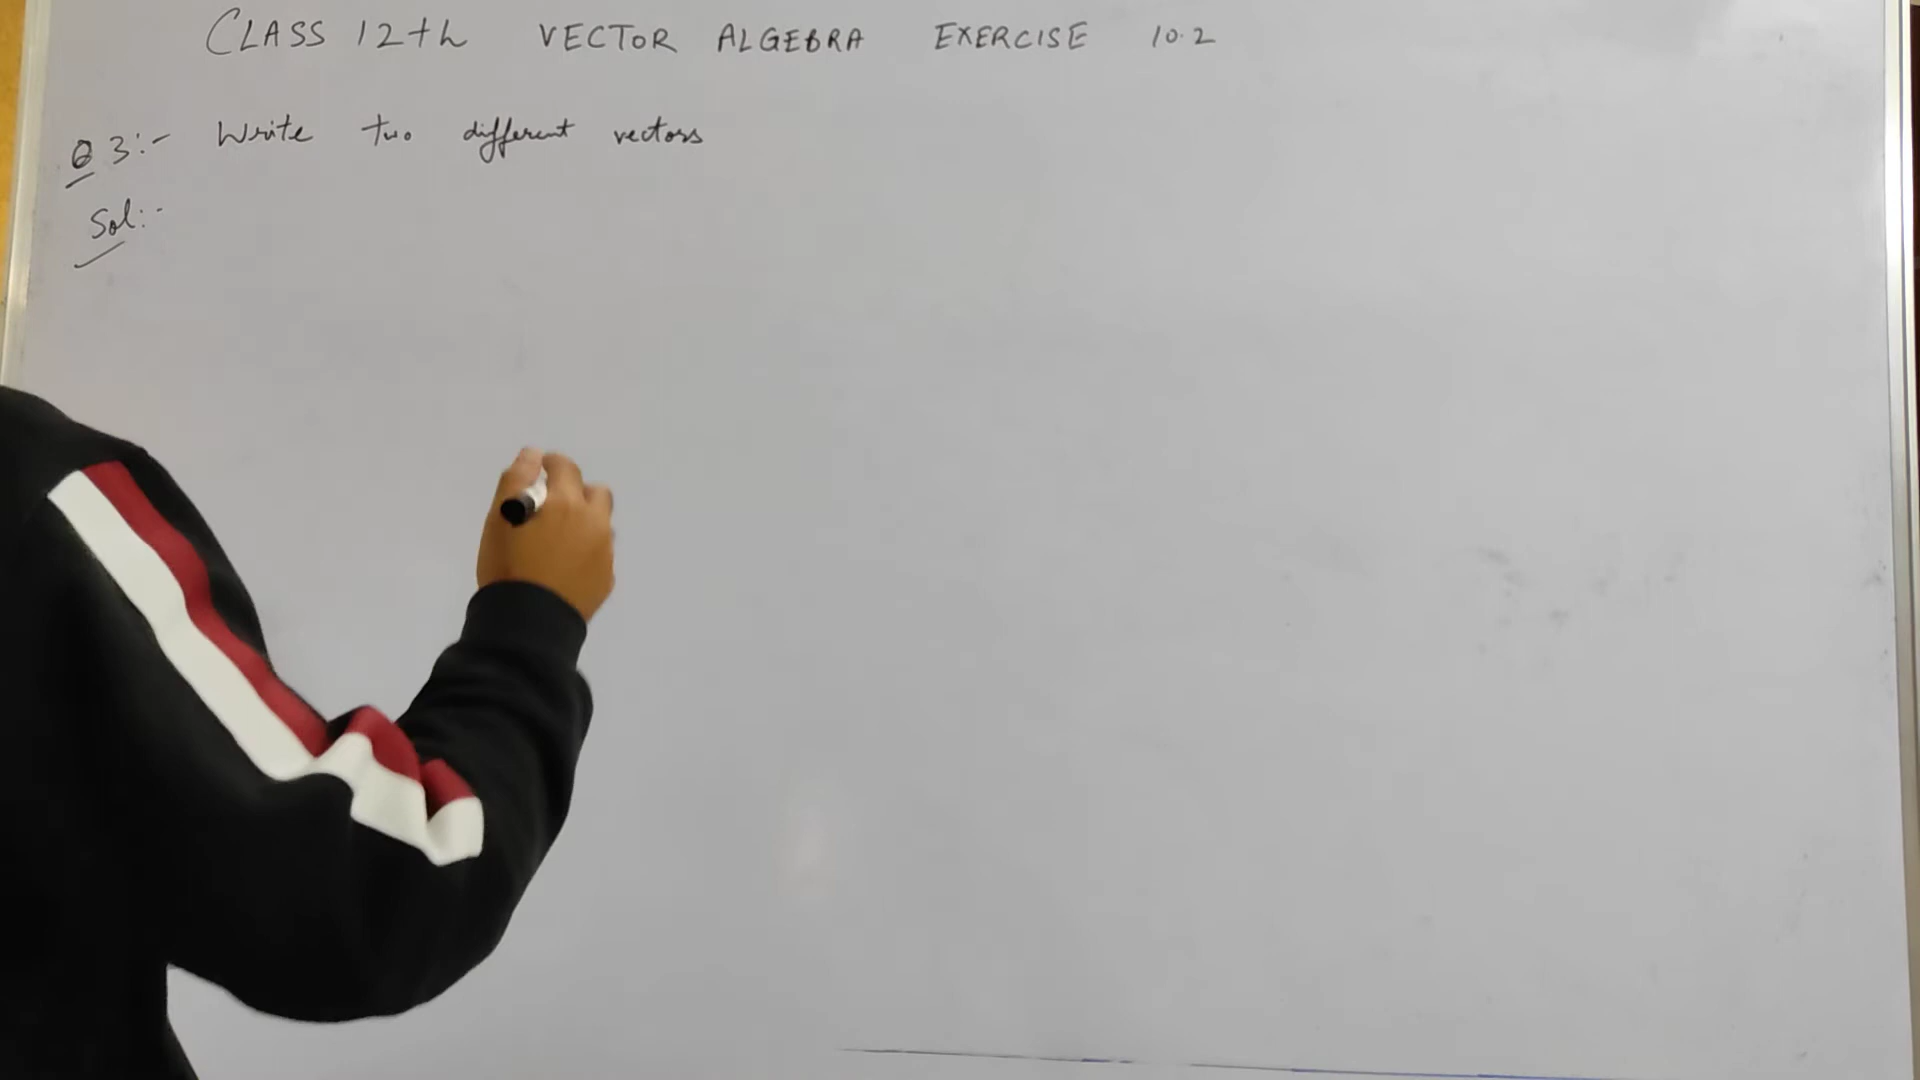 CLASS 12th VECTOR ALGEBRA EXERCISE 10.2
Q 3:- Write two different vectors
Sol:-